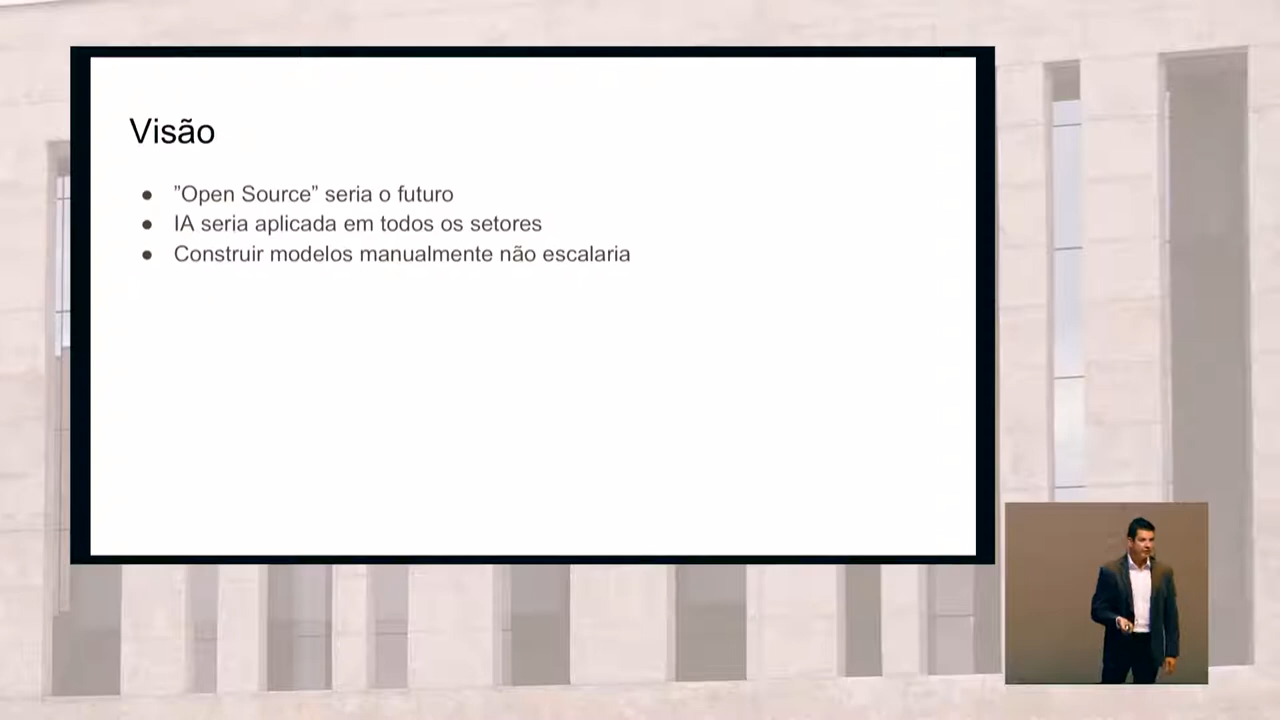 Visão
● ”Open Source” seria o futuro
● IA seria aplicada em todos os setores
● Construir modelos manualmente não escalaria